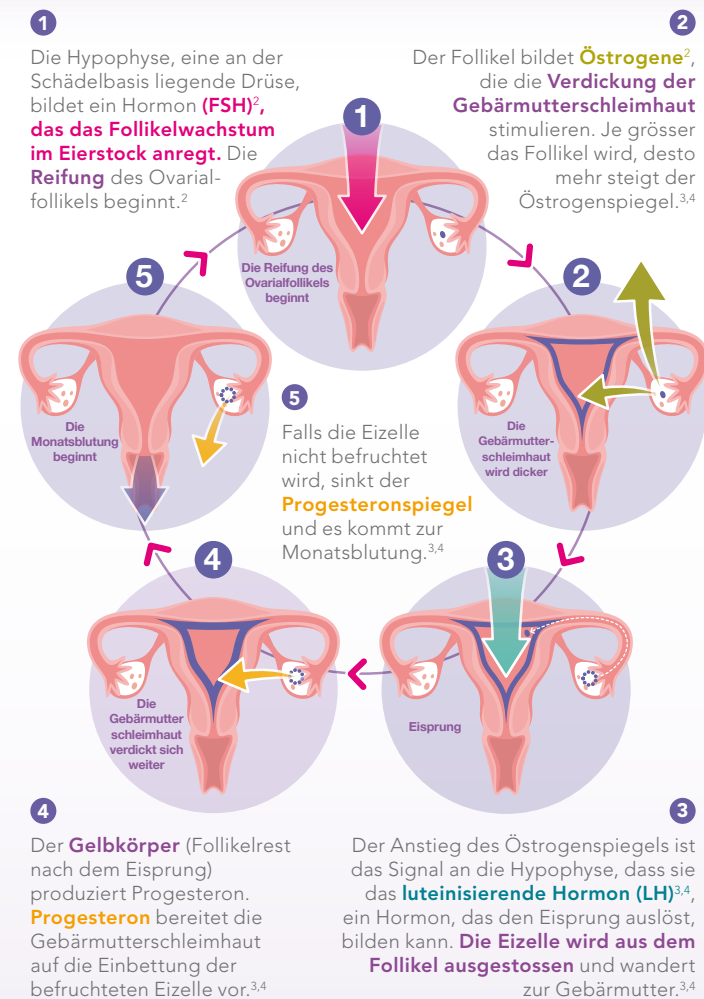 1
Die Hypophyse, eine an der
Schädelbasis liegende Drüse,
bildet ein Hormon (FSH)²,
das das Follikelwachstum
im Eierstock anregt. Die
Reifung des Ovarial-
follikels beginnt.²
2
Der Follikel bildet Östrogene²,
die die Verdickung der
Gebärmutterschleimhaut
stimulieren. Je grösser
das Follikel wird, desto
mehr steigt der
Östrogenspiegel.³,⁴
1
Die Reifung des
Ovarialfollikels
beginnt
2
Die
Gebärmutter-
schleimhaut
wird dicker
5
Die
Monatsblutung
beginnt
5
Falls die Eizelle
nicht befruchtet
wird, sinkt der
Progesteronspiegel
und es kommt zur
Monatsblutung.³,⁴
4
Die
Gebärmutter
schleimhaut
verdickt sich
weiter
3
Eisprung
4
Der Gelbkörper (Follikelrest
nach dem Eisprung)
produziert Progesteron.
Progesteron bereitet die
Gebärmutterschleimhaut
auf die Einbettung der
befruchteten Eizelle vor.³,⁴
3
Der Anstieg des Östrogenspiegels ist
das Signal an die Hypophyse, dass sie
das luteinisierende Hormon (LH)³,⁴,
ein Hormon, das den Eisprung auslöst,
bilden kann. Die Eizelle wird aus dem
Follikel ausgestossen und wandert
zur Gebärmutter.³,⁴